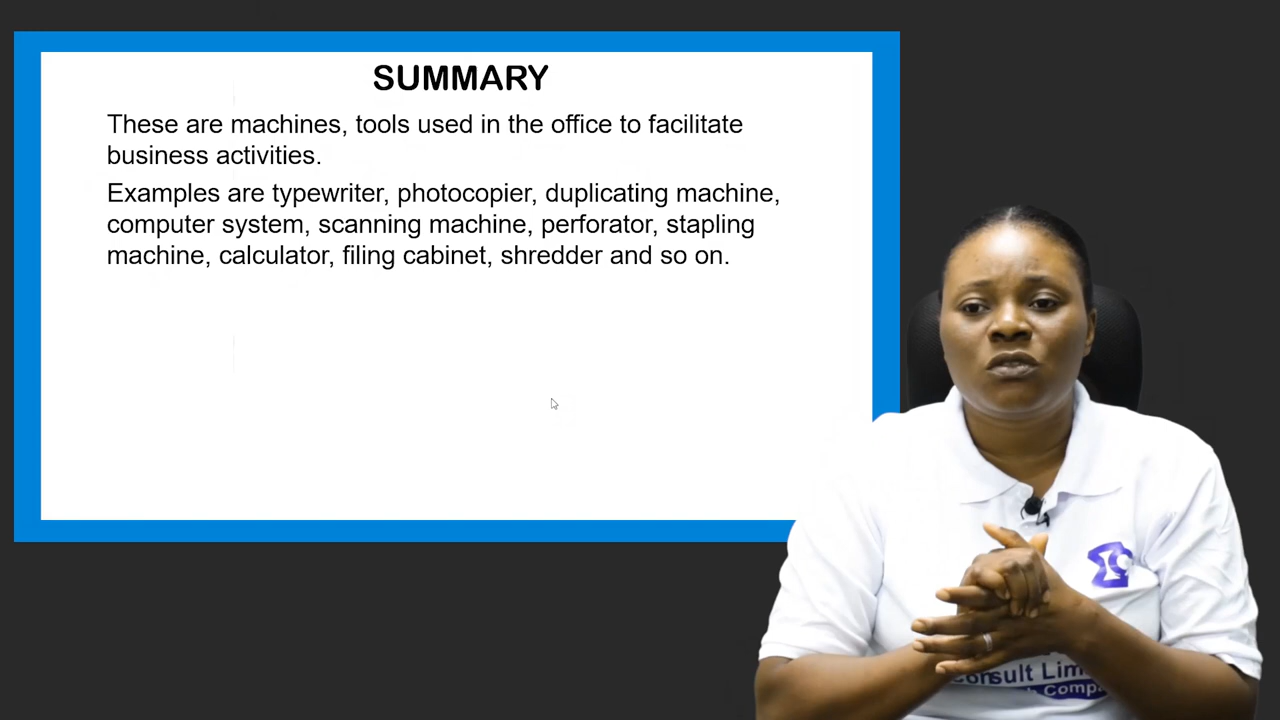 SUMMARY
These are machines, tools used in the office to facilitate
business activities.
Examples are typewriter, photocopier, duplicating machine,
computer system, scanning machine, perforator, stapling
machine, calculator, filing cabinet, shredder and so on.